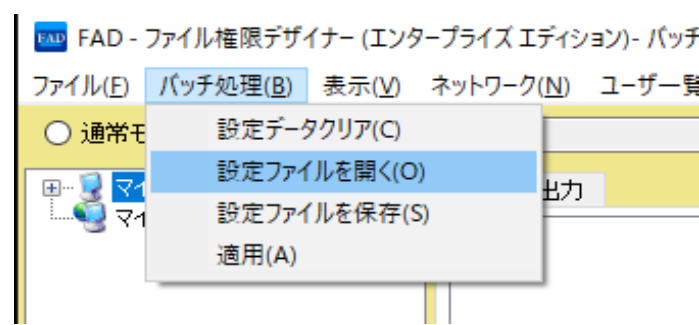 FAD FAD - ファイル権限デザイナー (エンタープライズ エディション)- バッチ
ファイル(F) バッチ処理(B) 表示(V) ネットワーク(N) ユーザー覧
通常モ
設定データクリア(C)
マイ
設定ファイルを開く(O)
出力
マイ
設定ファイルを保存(S)
適用(A)